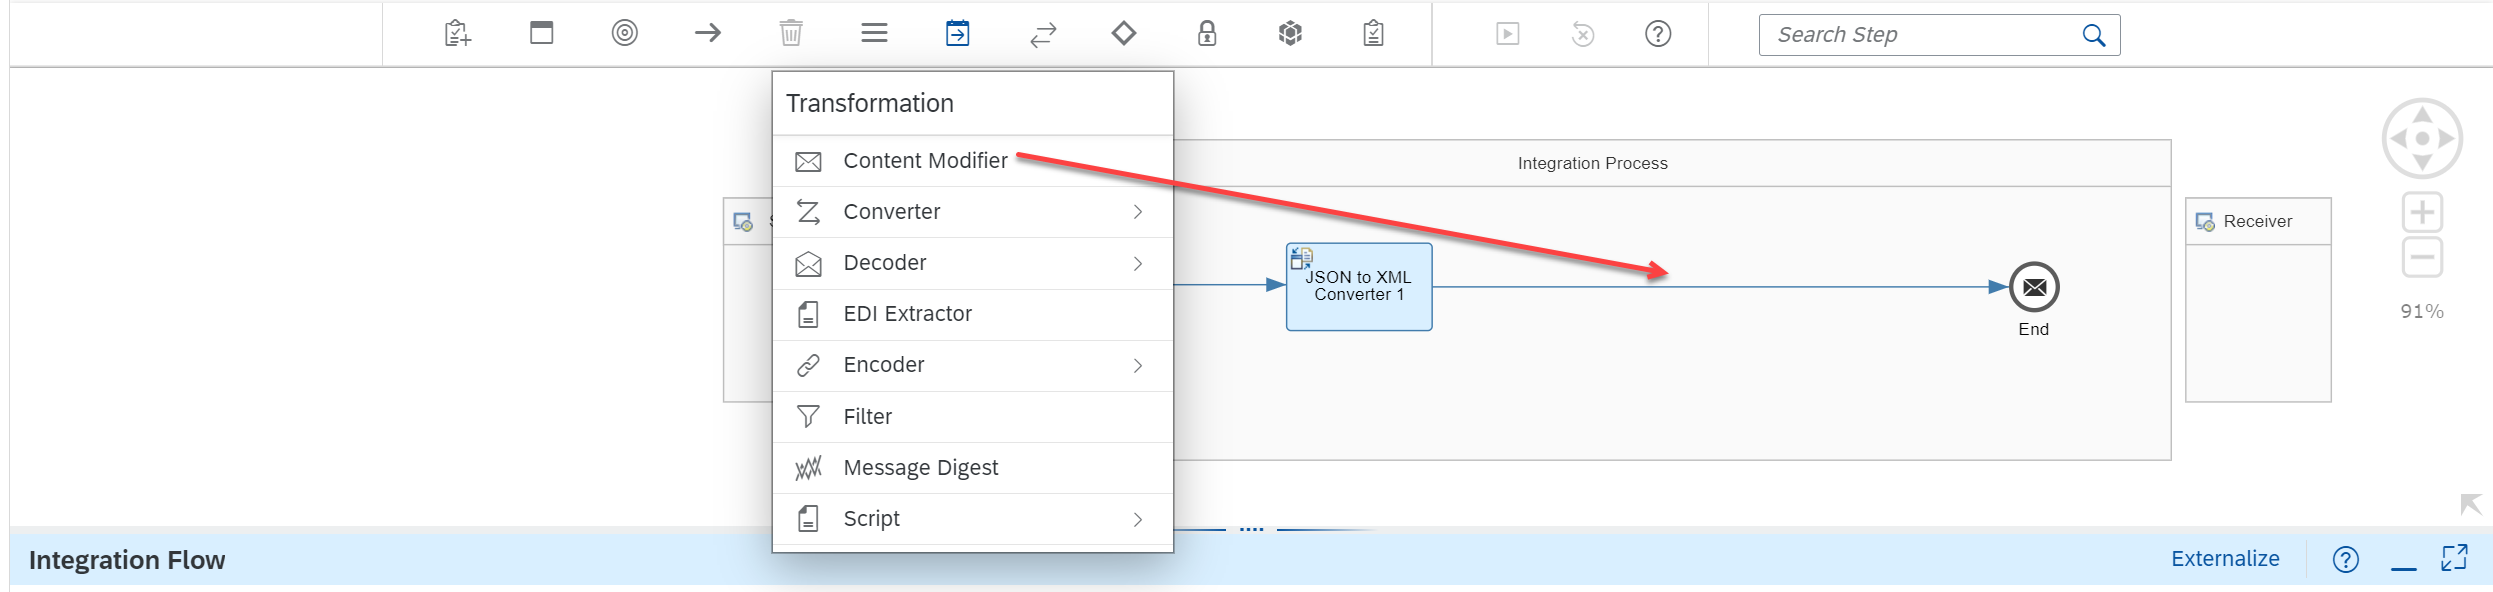 Search Step
Transformation
Content Modifier
Converter
Decoder
EDI Extractor
Encoder
Filter
Message Digest
Script
Integration Process
JSON to XML
Converter 1
End
Receiver
91%
Integration Flow
Externalize